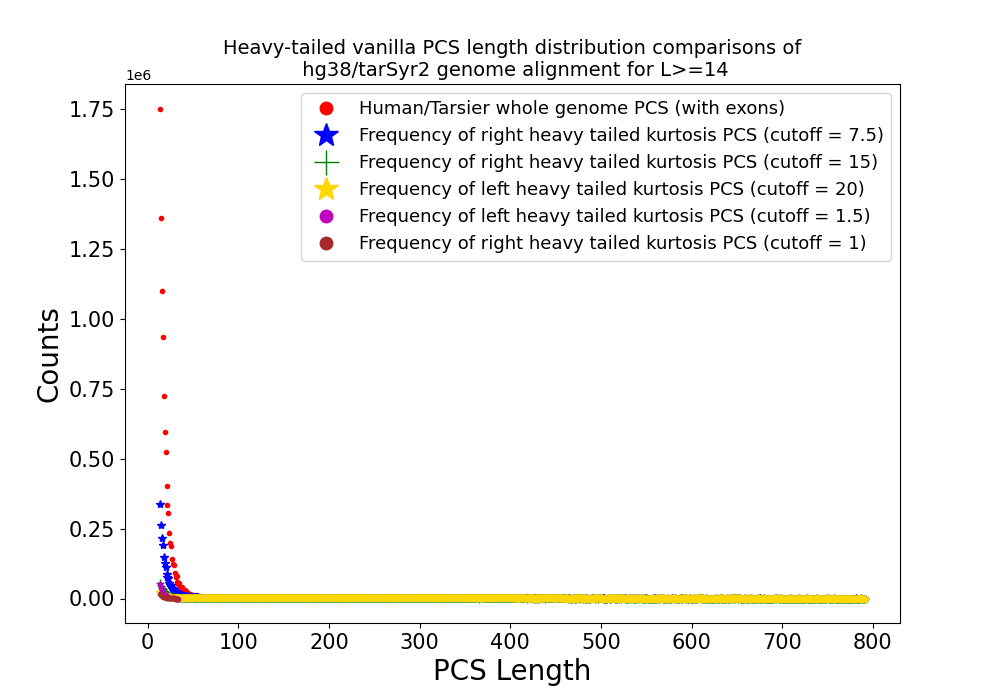 Heavy-tailed vanilla PCS length distribution comparisons of
hg38/tarSyr2 genome alignment for L>=14
1e6
1.75
1.50
1.25
1.00
0.75
0.50
0.25
0.00
Counts
Human/Tarsier whole genome PCS (with exons)
Frequency of right heavy tailed kurtosis PCS (cutoff = 7.5)
Frequency of right heavy tailed kurtosis PCS (cutoff = 15)
Frequency of left heavy tailed kurtosis PCS (cutoff = 20)
Frequency of left heavy tailed kurtosis PCS (cutoff = 1.5)
Frequency of right heavy tailed kurtosis PCS (cutoff = 1)
0 100 200 300 400 500 600 700 800
PCS Length